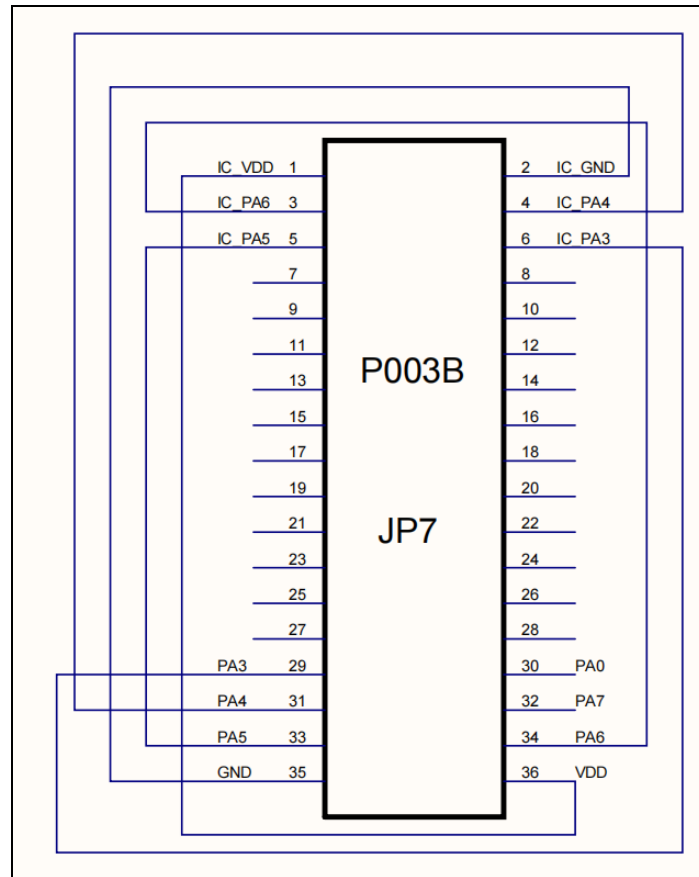 IC_VDD 1 2 IC_GND
IC_PA6 3 4 IC_PA4
IC_PA5 5 6 IC_PA3
7 8
9 10
11 12
P003B
13 14
15 16
17 18
19 20
JP7
21 22
23 24
25 26
27 28
PA3 29 30 PA0
PA4 31 32 PA7
PA5 33 34 PA6
GND 35 36 VDD